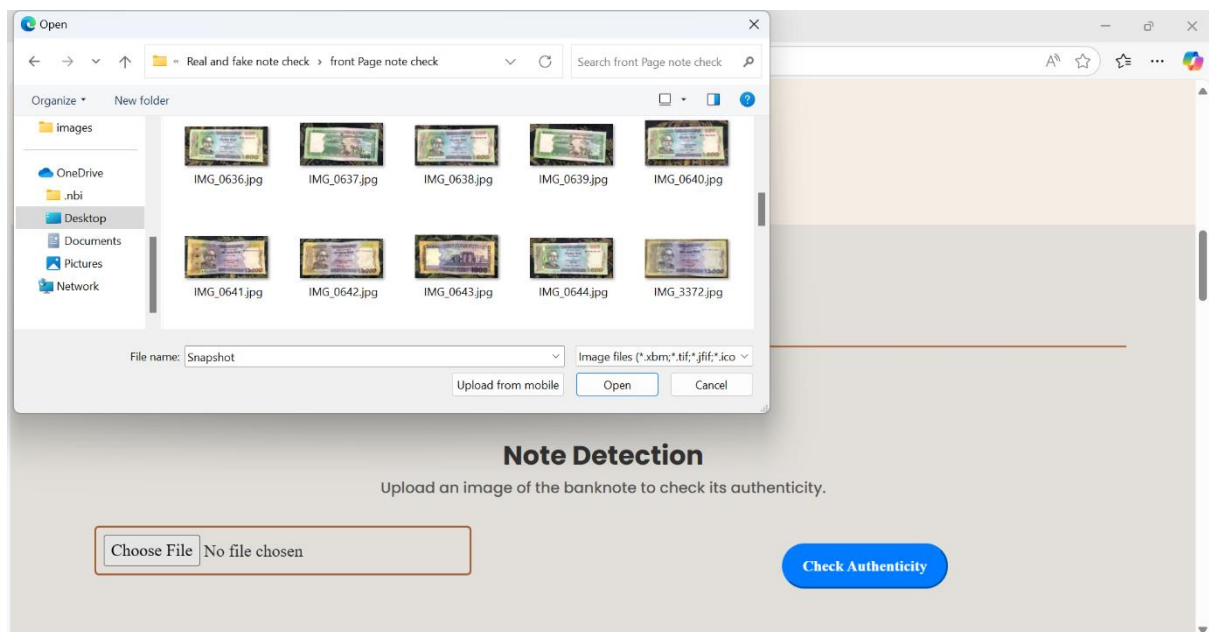 Open
« Real and fake note check › front Page note check
Search front Page note check
Organize
New folder
images
OneDrive
.nbi
Desktop
Documents
Pictures
Network
IMG_0636.jpg
IMG_0637.jpg
IMG_0638.jpg
IMG_0639.jpg
IMG_0640.jpg
IMG_0641.jpg
IMG_0642.jpg
IMG_0643.jpg
IMG_0644.jpg
IMG_3372.jpg
File name: Snapshot
Image files (*.xbm;*.tif;*.jfif;*.ico
Upload from mobile
Open
Cancel
Note Detection
Upload an image of the banknote to check its authenticity.
Choose File No file chosen
Check Authenticity